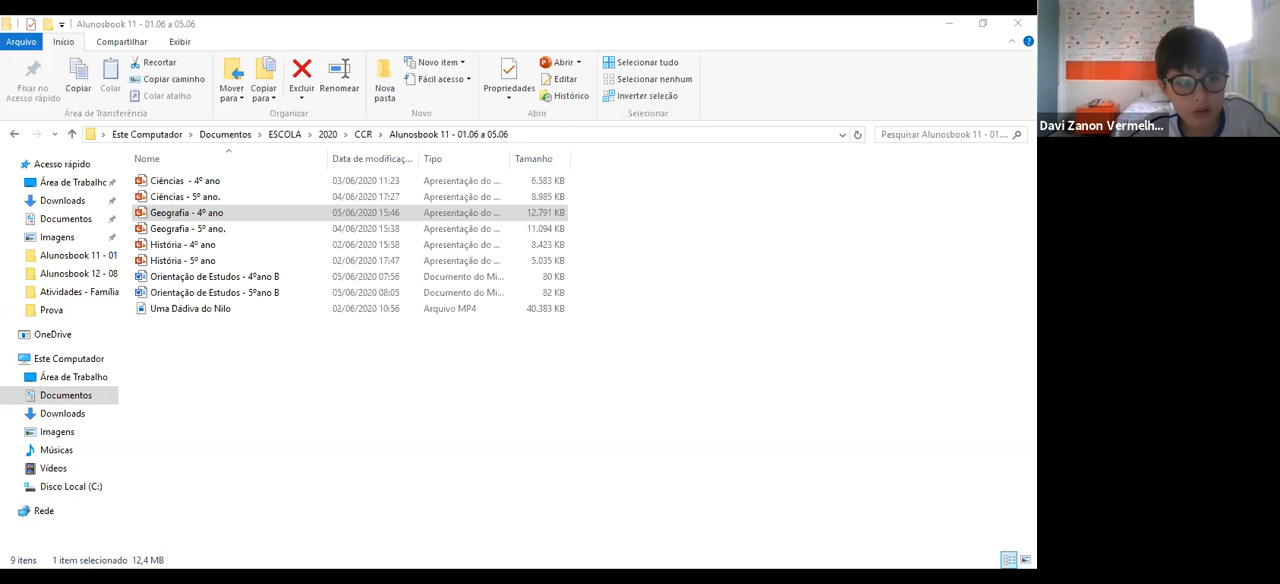 Alunosbook 11 - 01.06 a 05.06
Arquivo Início Compartilhar Exibir
Fixar no Acesso rápido
Copiar
Colar
Recortar
Copiar caminho
Colar atalho
Área de Transferência
Mover para
Copiar para
Excluir
Renomear
Organizar
Nova pasta
Novo item
Fácil acesso
Novo
Propriedades
Abrir
Editar
Histórico
Abrir
Selecionar tudo
Selecionar nenhum
Inverter seleção
Selecionar
Este Computador > Documentos > ESCOLA > 2020 > CCR > Alunosbook 11 - 01.06 a 05.06
Pesquisar Alunosbook 11 - 01....
Acesso rápido
Área de Trabalho
Downloads
Documentos
Imagens
Alunosbook 11 - 01
Alunosbook 12 - 08
Atividades - Família
Prova
OneDrive
Este Computador
Área de Trabalho
Documentos
Downloads
Imagens
Músicas
Vídeos
Disco Local (C:)
Rede
Nome Data de modificaç... Tipo Tamanho
Ciências - 4º ano 03/06/2020 11:23 Apresentação do ... 6.583 KB
Ciências - 5º ano. 04/06/2020 17:27 Apresentação do ... 8.985 KB
Geografia - 4º ano 05/06/2020 15:46 Apresentação do ... 12.791 KB
Geografia - 5º ano. 04/06/2020 15:38 Apresentação do ... 11.094 KB
História - 4º ano 02/06/2020 15:58 Apresentação do ... 8.423 KB
História - 5º ano 02/06/2020 17:47 Apresentação do ... 5.035 KB
Orientação de Estudos - 4ºano B 05/06/2020 07:56 Documento do Mi... 80 KB
Orientação de Estudos - 5ºano B 05/06/2020 08:05 Documento do Mi... 82 KB
Uma Dádiva do Nilo 02/06/2020 10:56 Arquivo MP4 40.383 KB
9 itens 1 item selecionado 12,4 MB
Davi Zanon Vermelh...